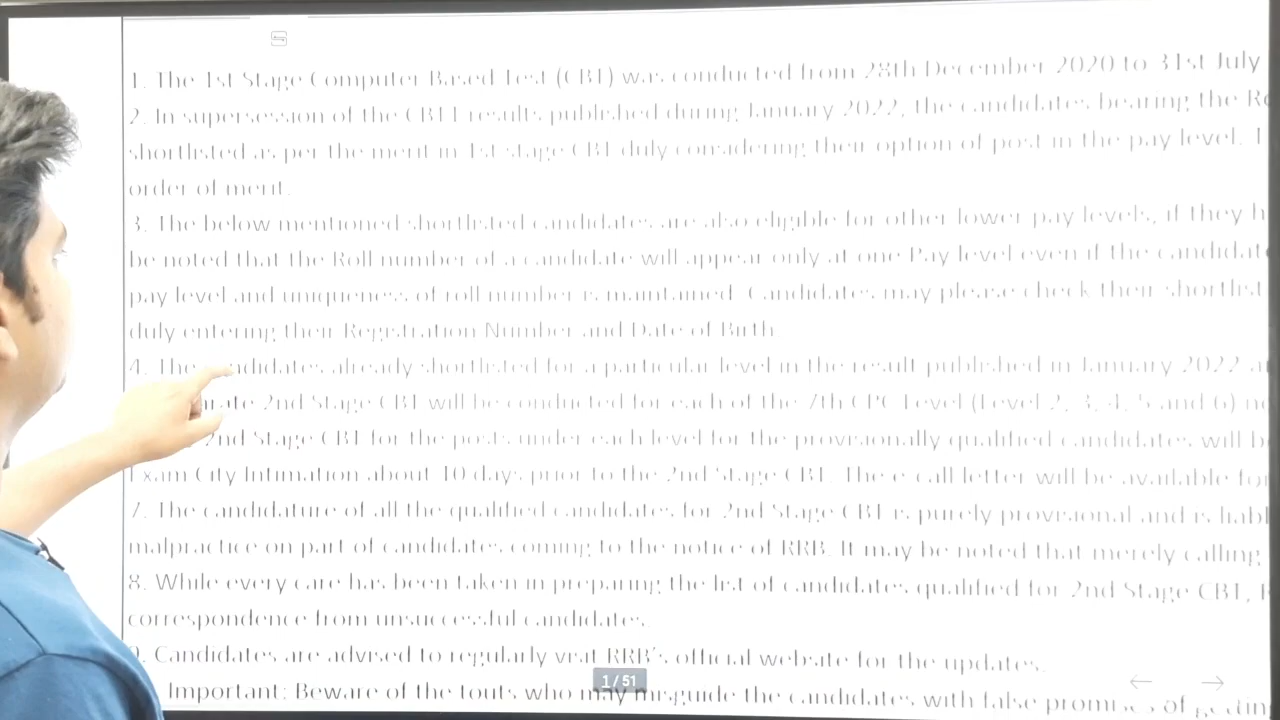 1. The 1st Stage Computer Based Test (CBT) was conducted from 28th December 2020 to 31st July
2. In supersession of the CBT1 results published during January 2022, the candidates bearing the
shortlisted as per the merit in 1st stage CBT duly considering their option of post in the pay level.
order of merit.
3. The below mentioned shortlisted candidates are also eligible for other lower pay levels, if they
be noted that the Roll number of a candidate will appear only at one Pay level even if the candidate
pay level and uniqueness of roll number is maintained. Candidates may please check their shortlist
duly entering their Registration Number and Date of Birth.
4. The candidates already shortlisted for a particular level in the result published in January 2022
2nd Stage CBT will be conducted for each of the 7th CPC Level (Level 2, 3, 4, 5 and 6)
2nd Stage CBT for the posts under each level for the provisionally qualified candidates will
Exam City Intimation about 10 days prior to the 2nd Stage CBT. The e-call letter will be available for
7. The candidature of all the qualified candidates for 2nd Stage CBT is purely provisional and is
malpractice on part of candidates coming to the notice of RRB. It may be noted that merely calling
8. While every care has been taken in preparing the list of candidates qualified for 2nd Stage CBT,
correspondence from unsuccessful candidates.
9. Candidates are advised to regularly visit RRB's official website for the updates.
1/51
Important: Beware of the touts who may misguide the candidates with false promises of